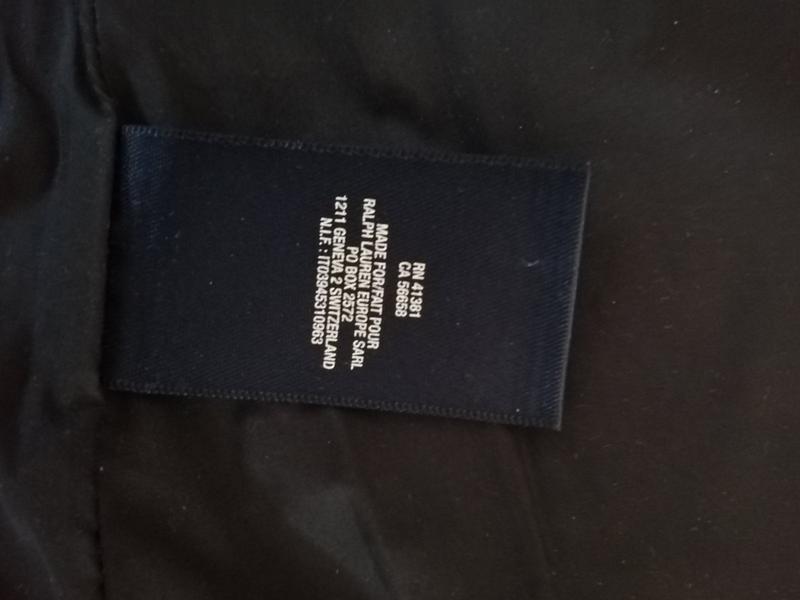 RN 41381
CA 56658
MADE FOR/FAIT POUR
RALPH LAUREN EUROPE SARL
PO BOX 2572
1211 GENEVA 2 SWITZERLAND
N.I.F. : IT03945310963